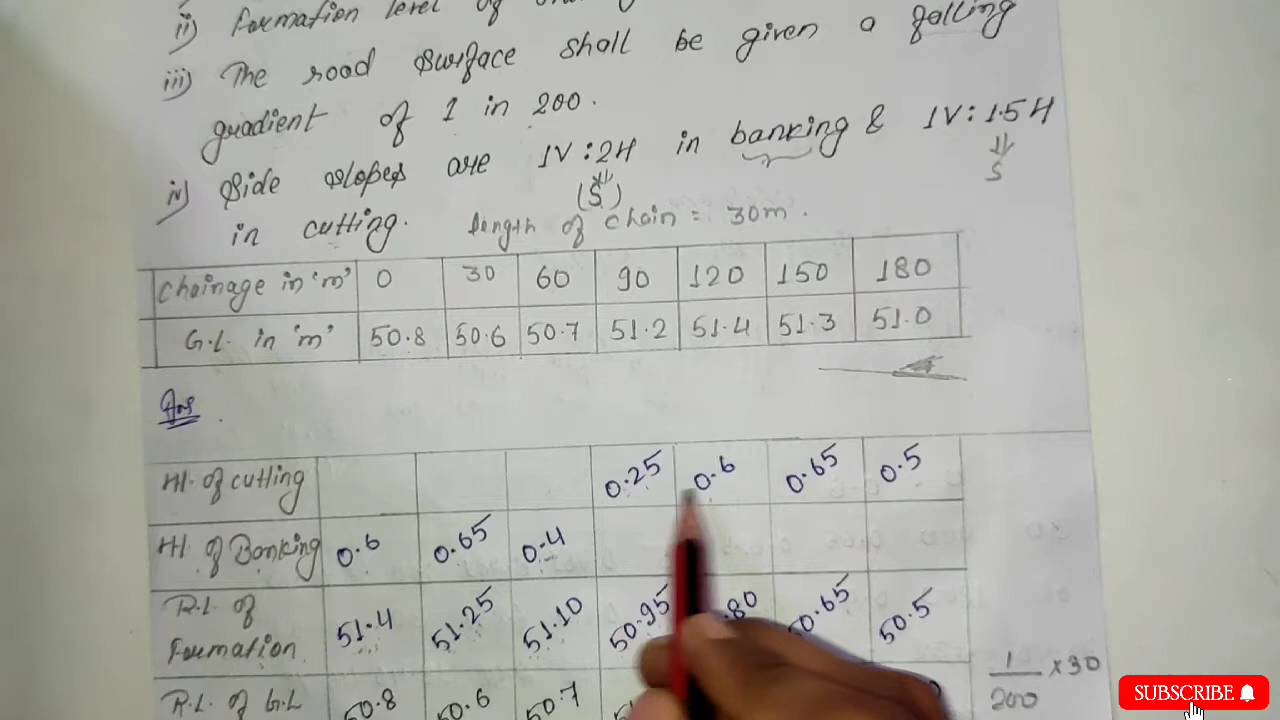 ii) Formation level of
iii) The road surface shall be given a falling
gradient of 1 in 200.
iv) Side slopes are 1V:2H in banking & 1V:1.5H
(S) S
in cutting. length of chain = 30m.
Chainage in 'm' 0 30 60 90 120 150 180
G.L. in 'm' 50.8 50.6 50.7 51.2 51.4 51.3 51.0
Ans
Ht. of cutting 0.25 0.6 0.65 0.5
Ht. of Banking 0.6 0.65 0.4
R.L. of Formation 51.4 51.25 51.10 50.95 .80 50.65 50.5
R.L. of G.L 50.8 50.6 50.7
1/200 x 30
SUBSCRIBE